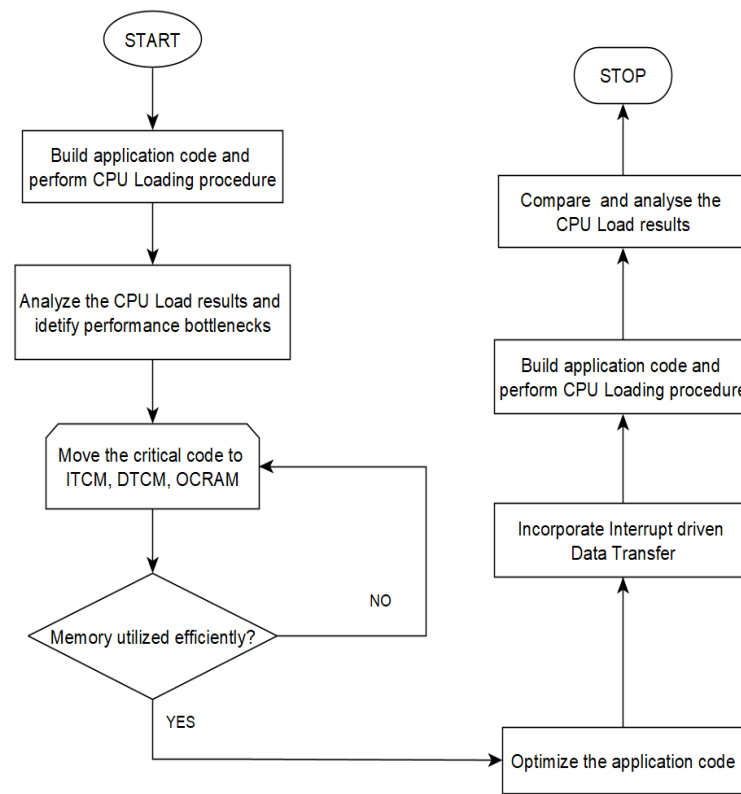 START
Build application code and
perform CPU Loading procedure
Analyze the CPU Load results and
idetify performance bottlenecks
Move the critical code to
ITCM, DTCM, OCRAM
Memory utilized efficiently?
NO
YES
Optimize the application code
Incorporate Interrupt driven
Data Transfer
Build application code and
perform CPU Loading procedure
Compare and analyse the
CPU Load results
STOP